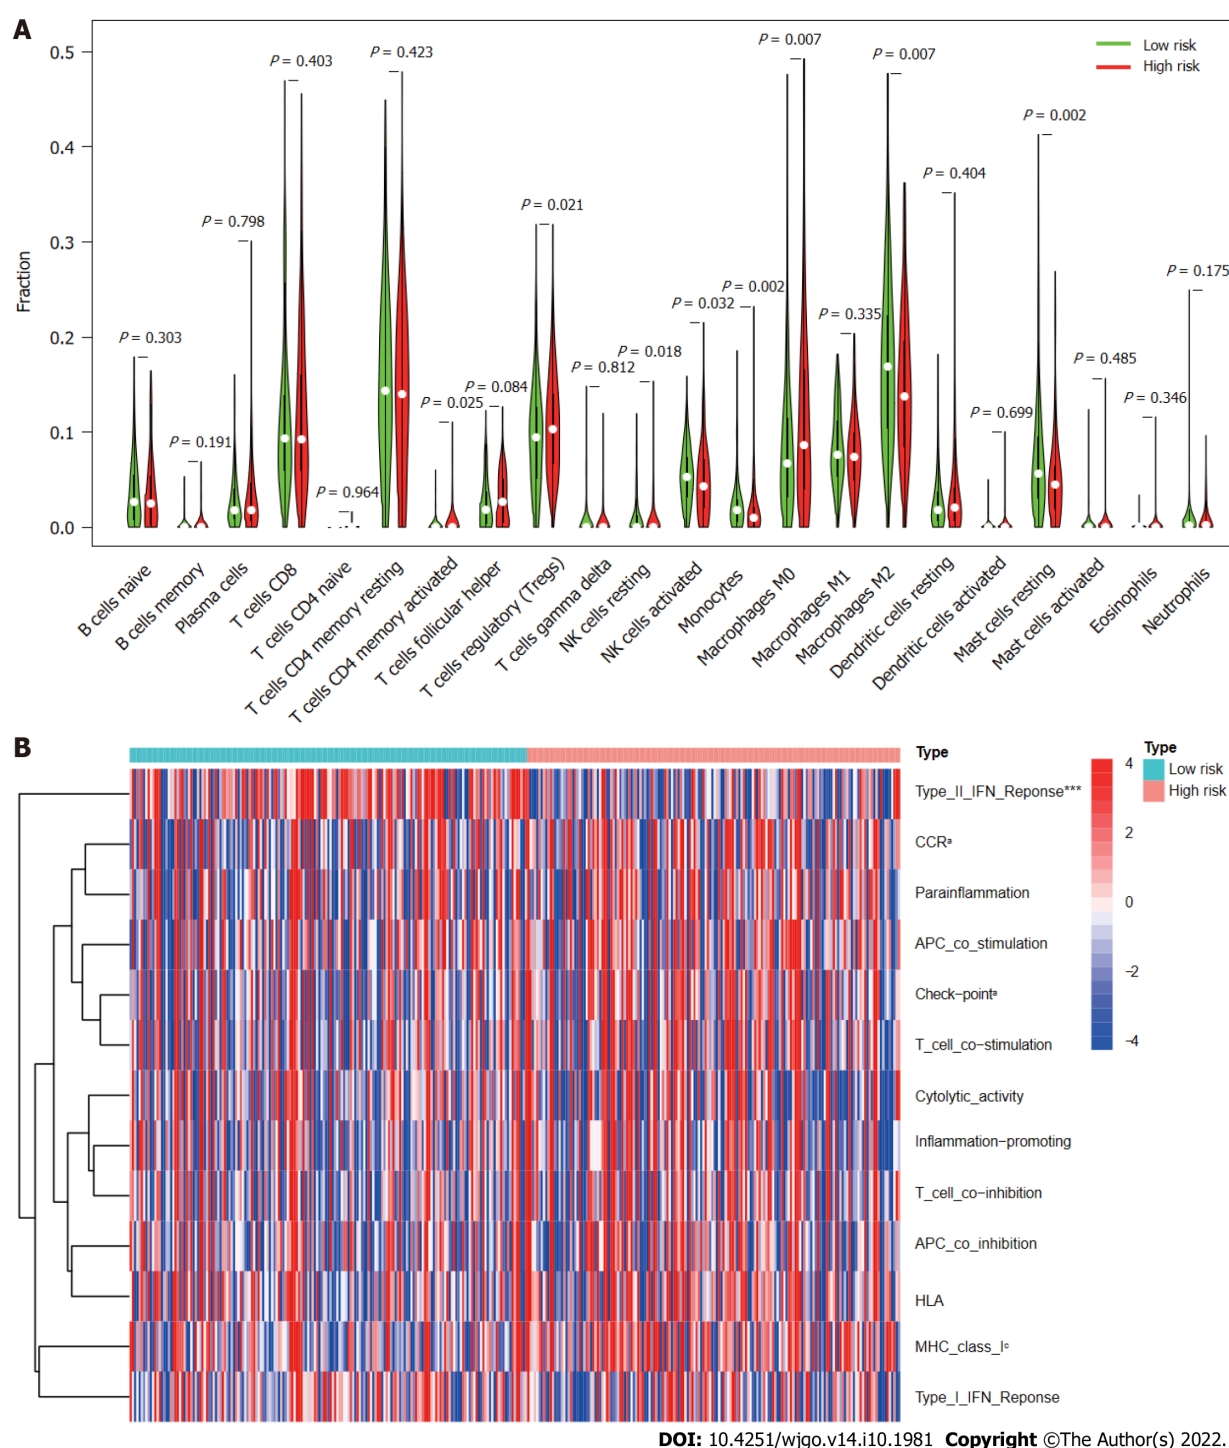 A
Low risk
High risk
Fraction
0.5
0.4
0.3
0.2
0.1
0.0
P = 0.303
P = 0.191
P = 0.798
P = 0.403
P = 0.964
P = 0.423
P = 0.025
P = 0.084
P = 0.021
P = 0.812
P = 0.018
P = 0.032
P = 0.002
P = 0.007
P = 0.335
P = 0.007
P = 0.404
P = 0.699
P = 0.002
P = 0.485
P = 0.346
P = 0.175
B cells naive
B cells memory
Plasma cells
T cells CD8
T cells CD4 naive
T cells CD4 memory resting
T cells CD4 memory activated
T cells follicular helper
T cells regulatory (Tregs)
T cells gamma delta
NK cells resting
NK cells activated
Monocytes
Macrophages M0
Macrophages M1
Macrophages M2
Dendritic cells resting
Dendritic cells activated
Mast cells resting
Mast cells activated
Eosinophils
Neutrophils
B
Type
Type_II_IFN_Reponse***
CCRᵃ
Parainflammation
APC_co_stimulation
Check−pointᵃ
T_cell_co−stimulation
Cytolytic_activity
Inflammation−promoting
T_cell_co−inhibition
APC_co_inhibition
HLA
MHC_class_Iᶜ
Type_I_IFN_Reponse
4
2
0
−2
−4
Type
Low risk
High risk
DOI: 10.4251/wjgo.v14.i10.1981 Copyright ©The Author(s) 2022.